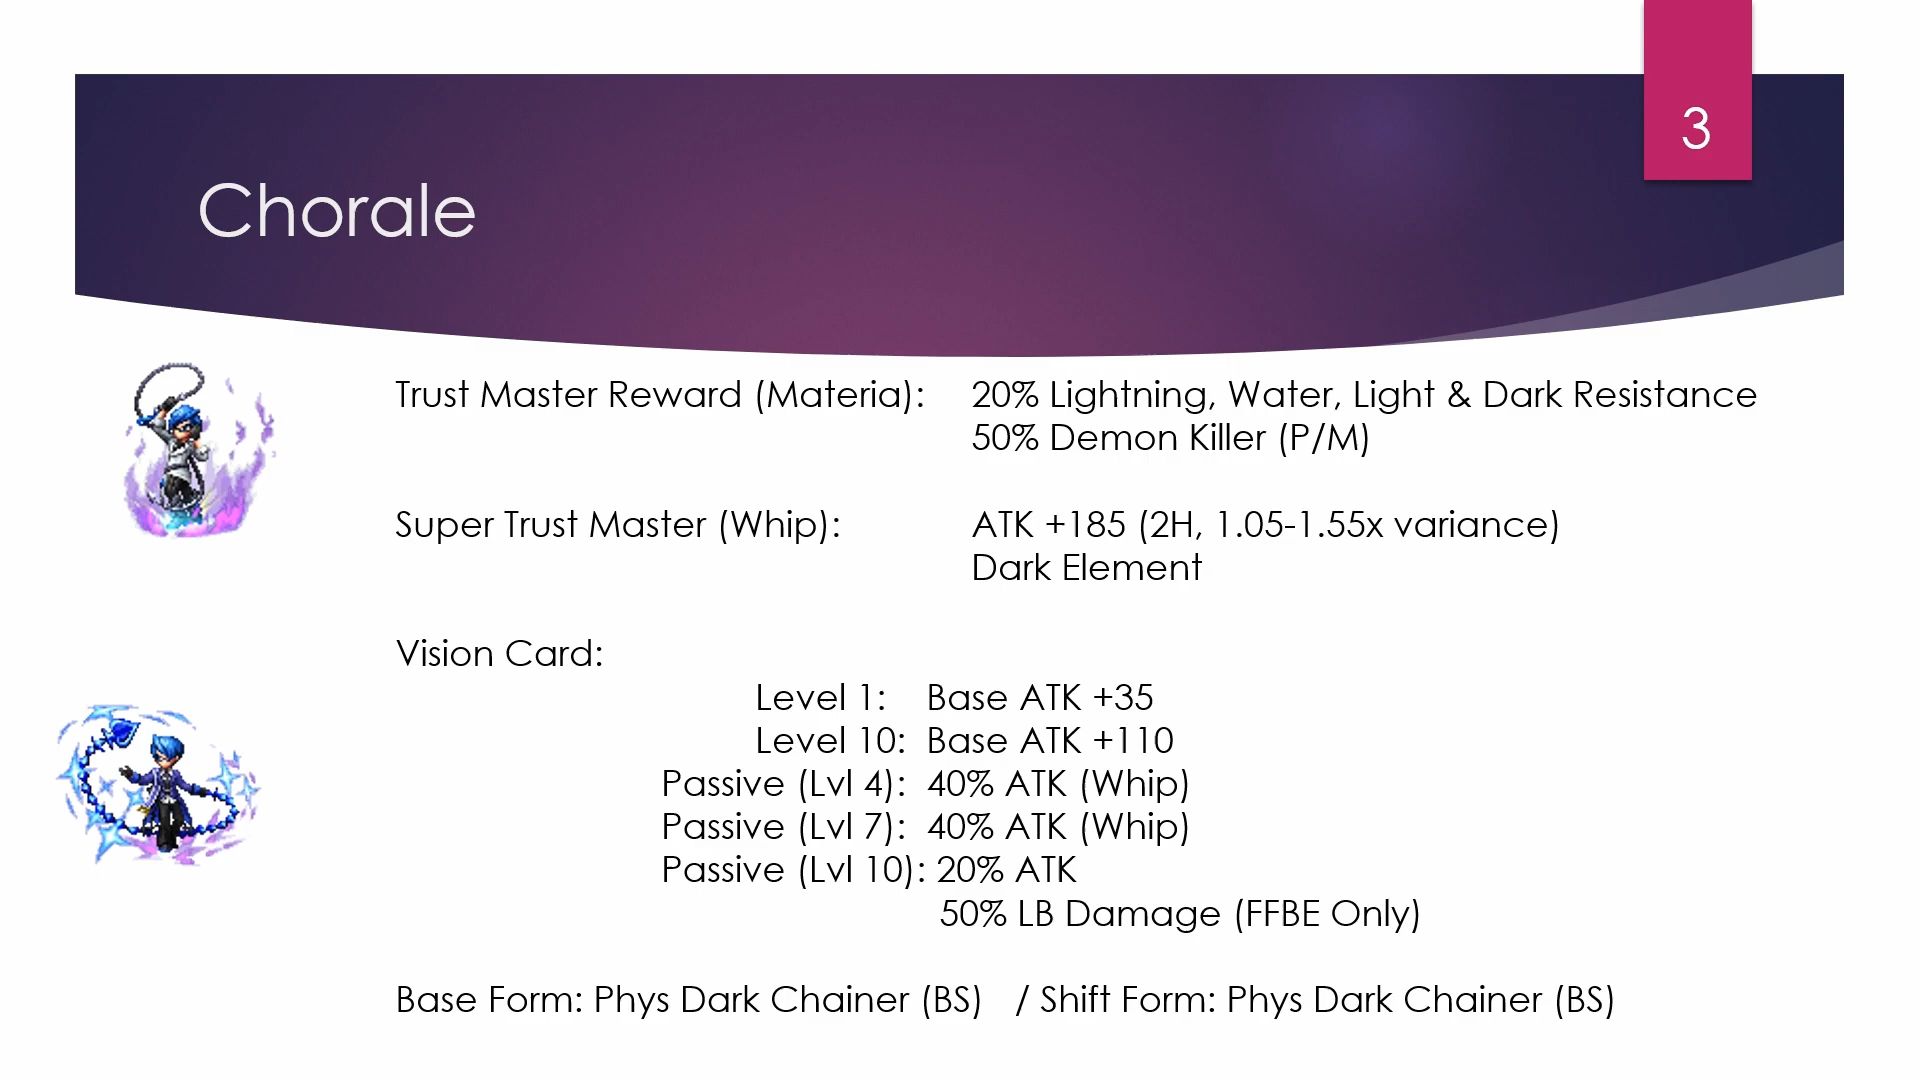 3
Chorale
Trust Master Reward (Materia): 20% Lightning, Water, Light & Dark Resistance
50% Demon Killer (P/M)
Super Trust Master (Whip): ATK +185 (2H, 1.05-1.55x variance)
Dark Element
Vision Card:
Level 1: Base ATK +35
Level 10: Base ATK +110
Passive (Lvl 4): 40% ATK (Whip)
Passive (Lvl 7): 40% ATK (Whip)
Passive (Lvl 10): 20% ATK
50% LB Damage (FFBE Only)
Base Form: Phys Dark Chainer (BS) / Shift Form: Phys Dark Chainer (BS)